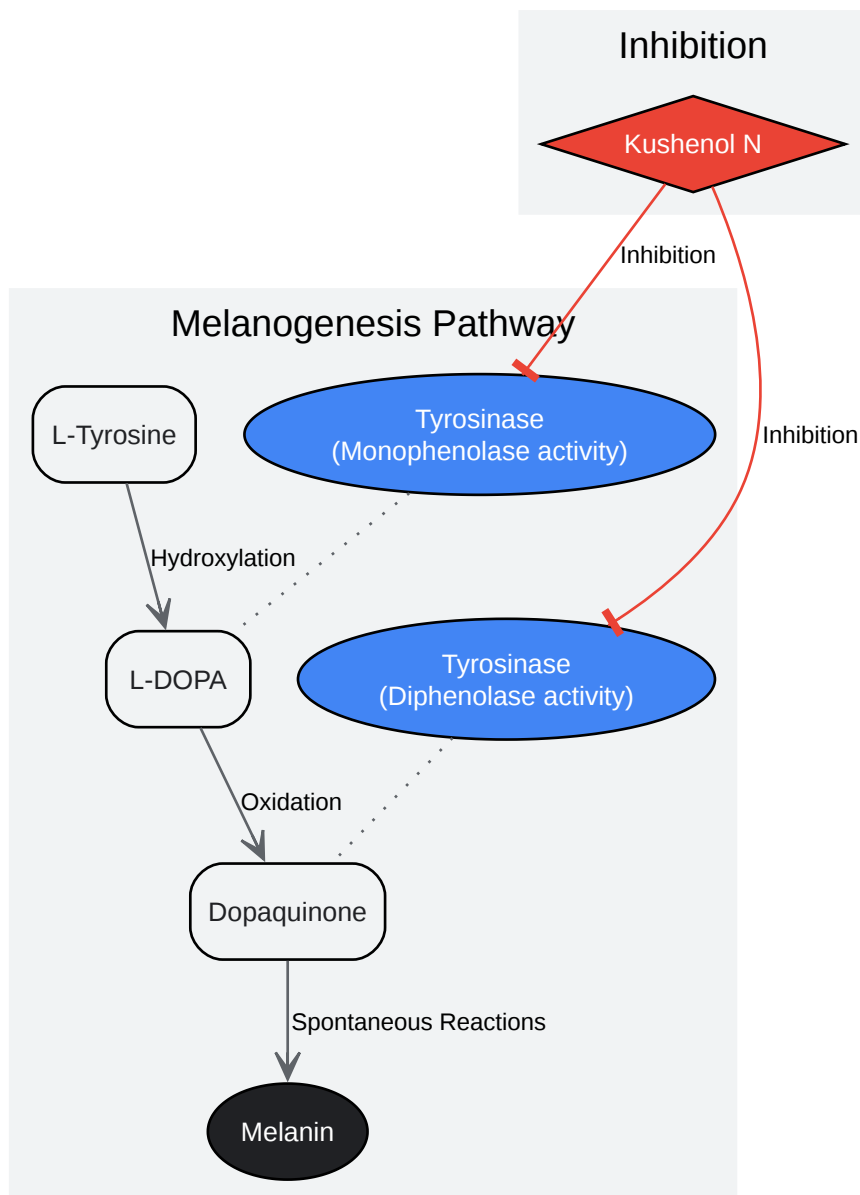 Inhibition
Kushenol N
Inhibition
Melanogenesis Pathway
L-Tyrosine
Tyrosinase
(Monophenolase activity)
Inhibition
Hydroxylation
L-DOPA
Tyrosinase
(Diphenolase activity)
Oxidation
Dopaquinone
Spontaneous Reactions
Melanin